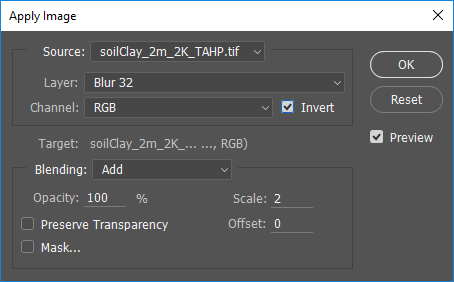 Apply Image
Source: soilClay_2m_2K_TAHP.tif
OK
Layer: Blur 32
Reset
Channel: RGB Invert
Preview
Target: soilClay_2m_2K_... ..., RGB)
Blending: Add
Opacity: 100 % Scale: 2
Preserve Transparency Offset: 0
Mask...